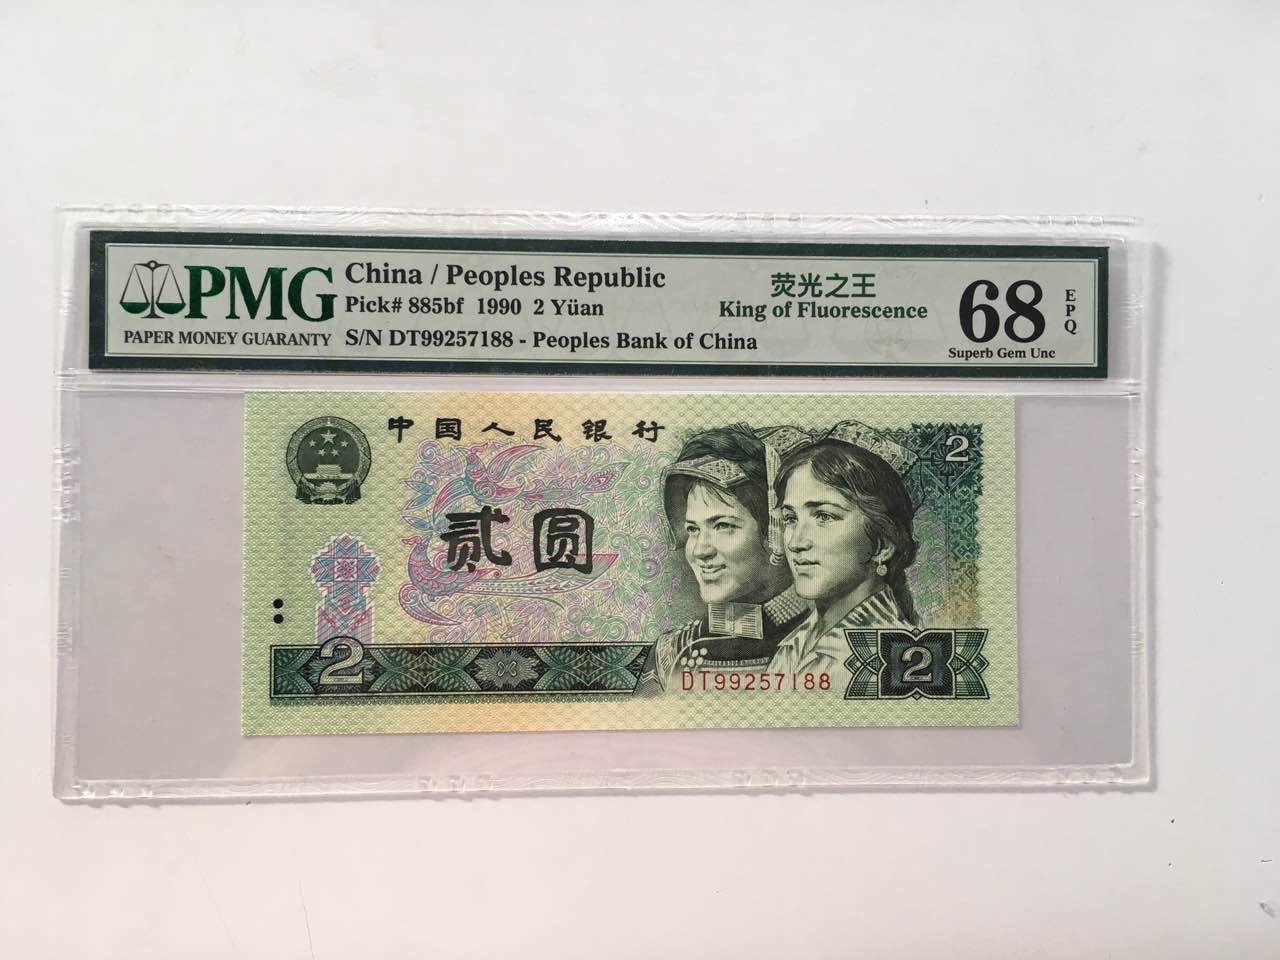 PMG
PAPER MONEY GUARANTY
China / Peoples Republic
Pick# 885bf 1990 2 Yüan
S/N DT99257188 - Peoples Bank of China
荧光之王
King of Fluorescence
68
EPQ
Superb Gem Unc
中国人民银行
2
贰圆
2
DT99257188
2